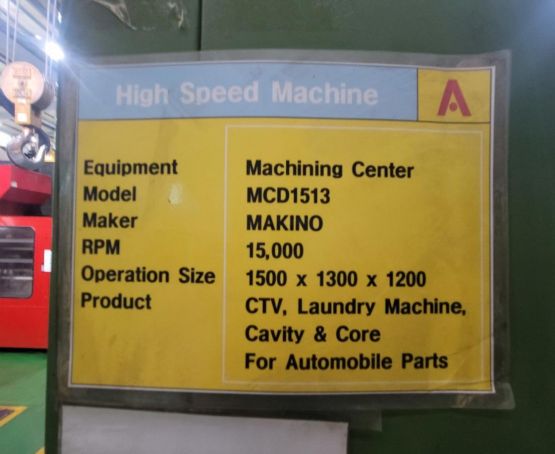 High Speed Machine
Equipment Machining Center
Model MCD1513
Maker MAKINO
RPM 15,000
Operation Size 1500 x 1300 x 1200
Product CTV, Laundry Machine,
Cavity & Core
For Automobile Parts